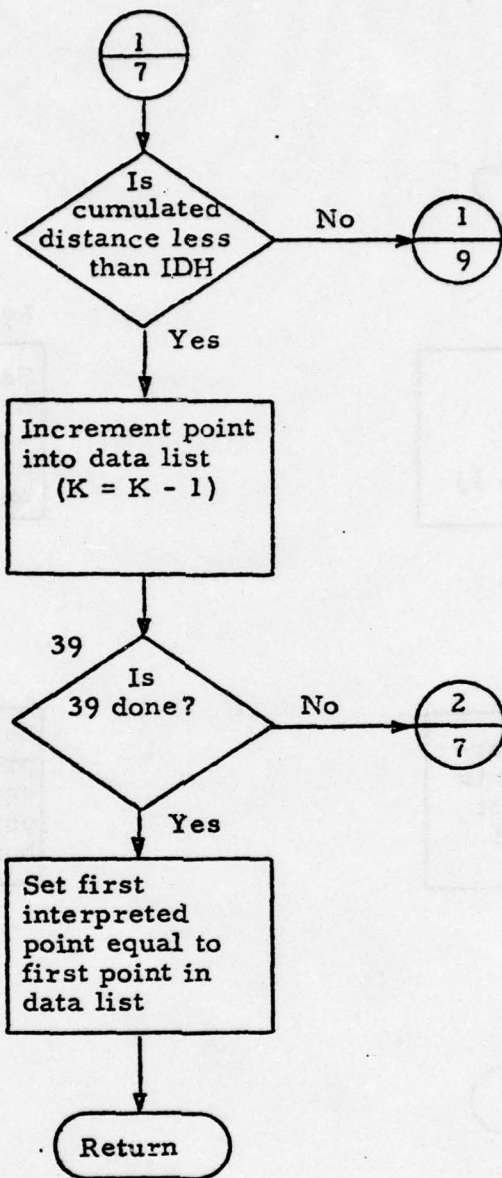 1
7
Is
cumulated
distance less
than IDH
No
1
9
Yes
Increment point
into data list
(K = K - 1)
39
Is
39 done?
No
2
7
Yes
Set first
interpreted
point equal to
first point in
data list
Return